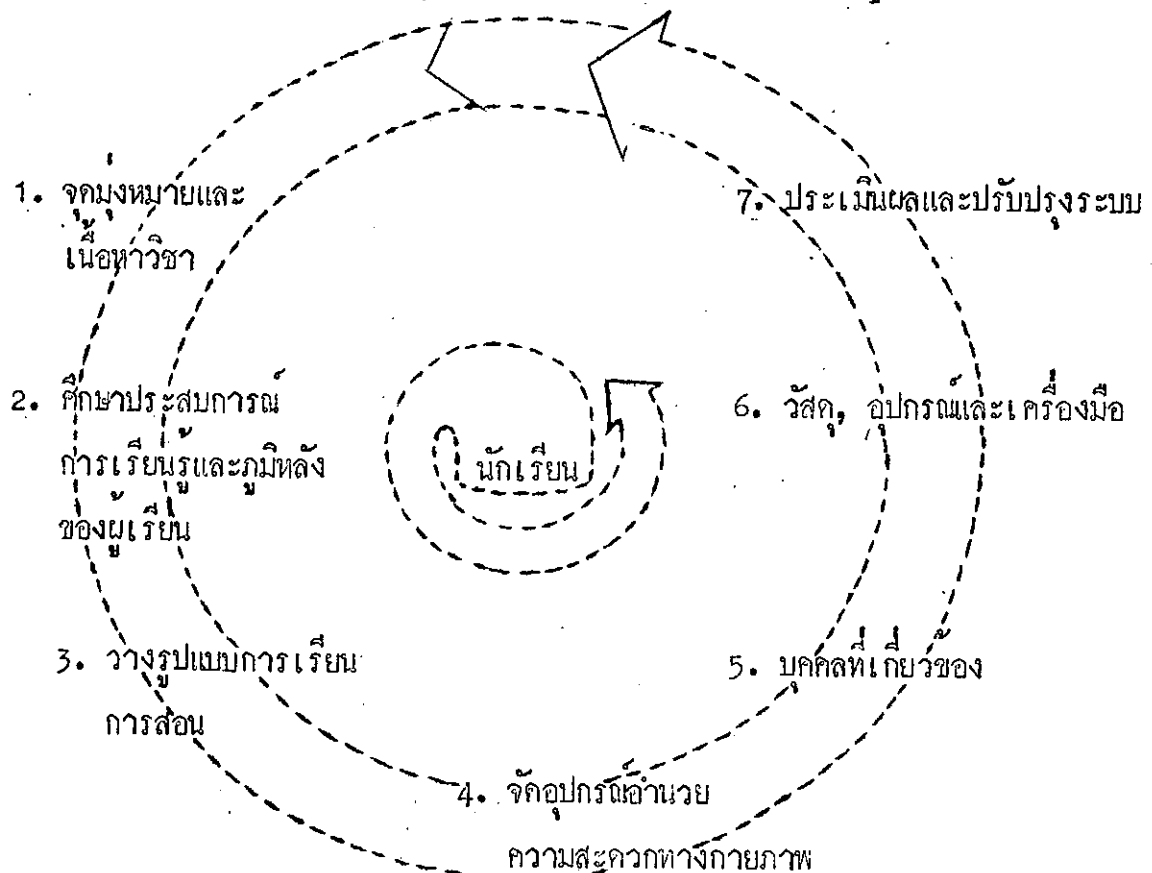 1. จุดมุ่งหมายและ
เนื้อหาวิชา
2. ศึกษาประสบการณ์
การเรียนรู้และภูมิหลัง
ของผู้เรียน
3. วางรูปแบบการเรียน
การสอน
4. จัดอุปกรณ์อำนวย
ความสะดวกทางกายภาพ
5. บุคคลที่เกี่ยวข้อง
6. วัสดุ, อุปกรณ์และเครื่องมือ
7. ประเมินผลและปรับปรุงระบบ
นักเรียน